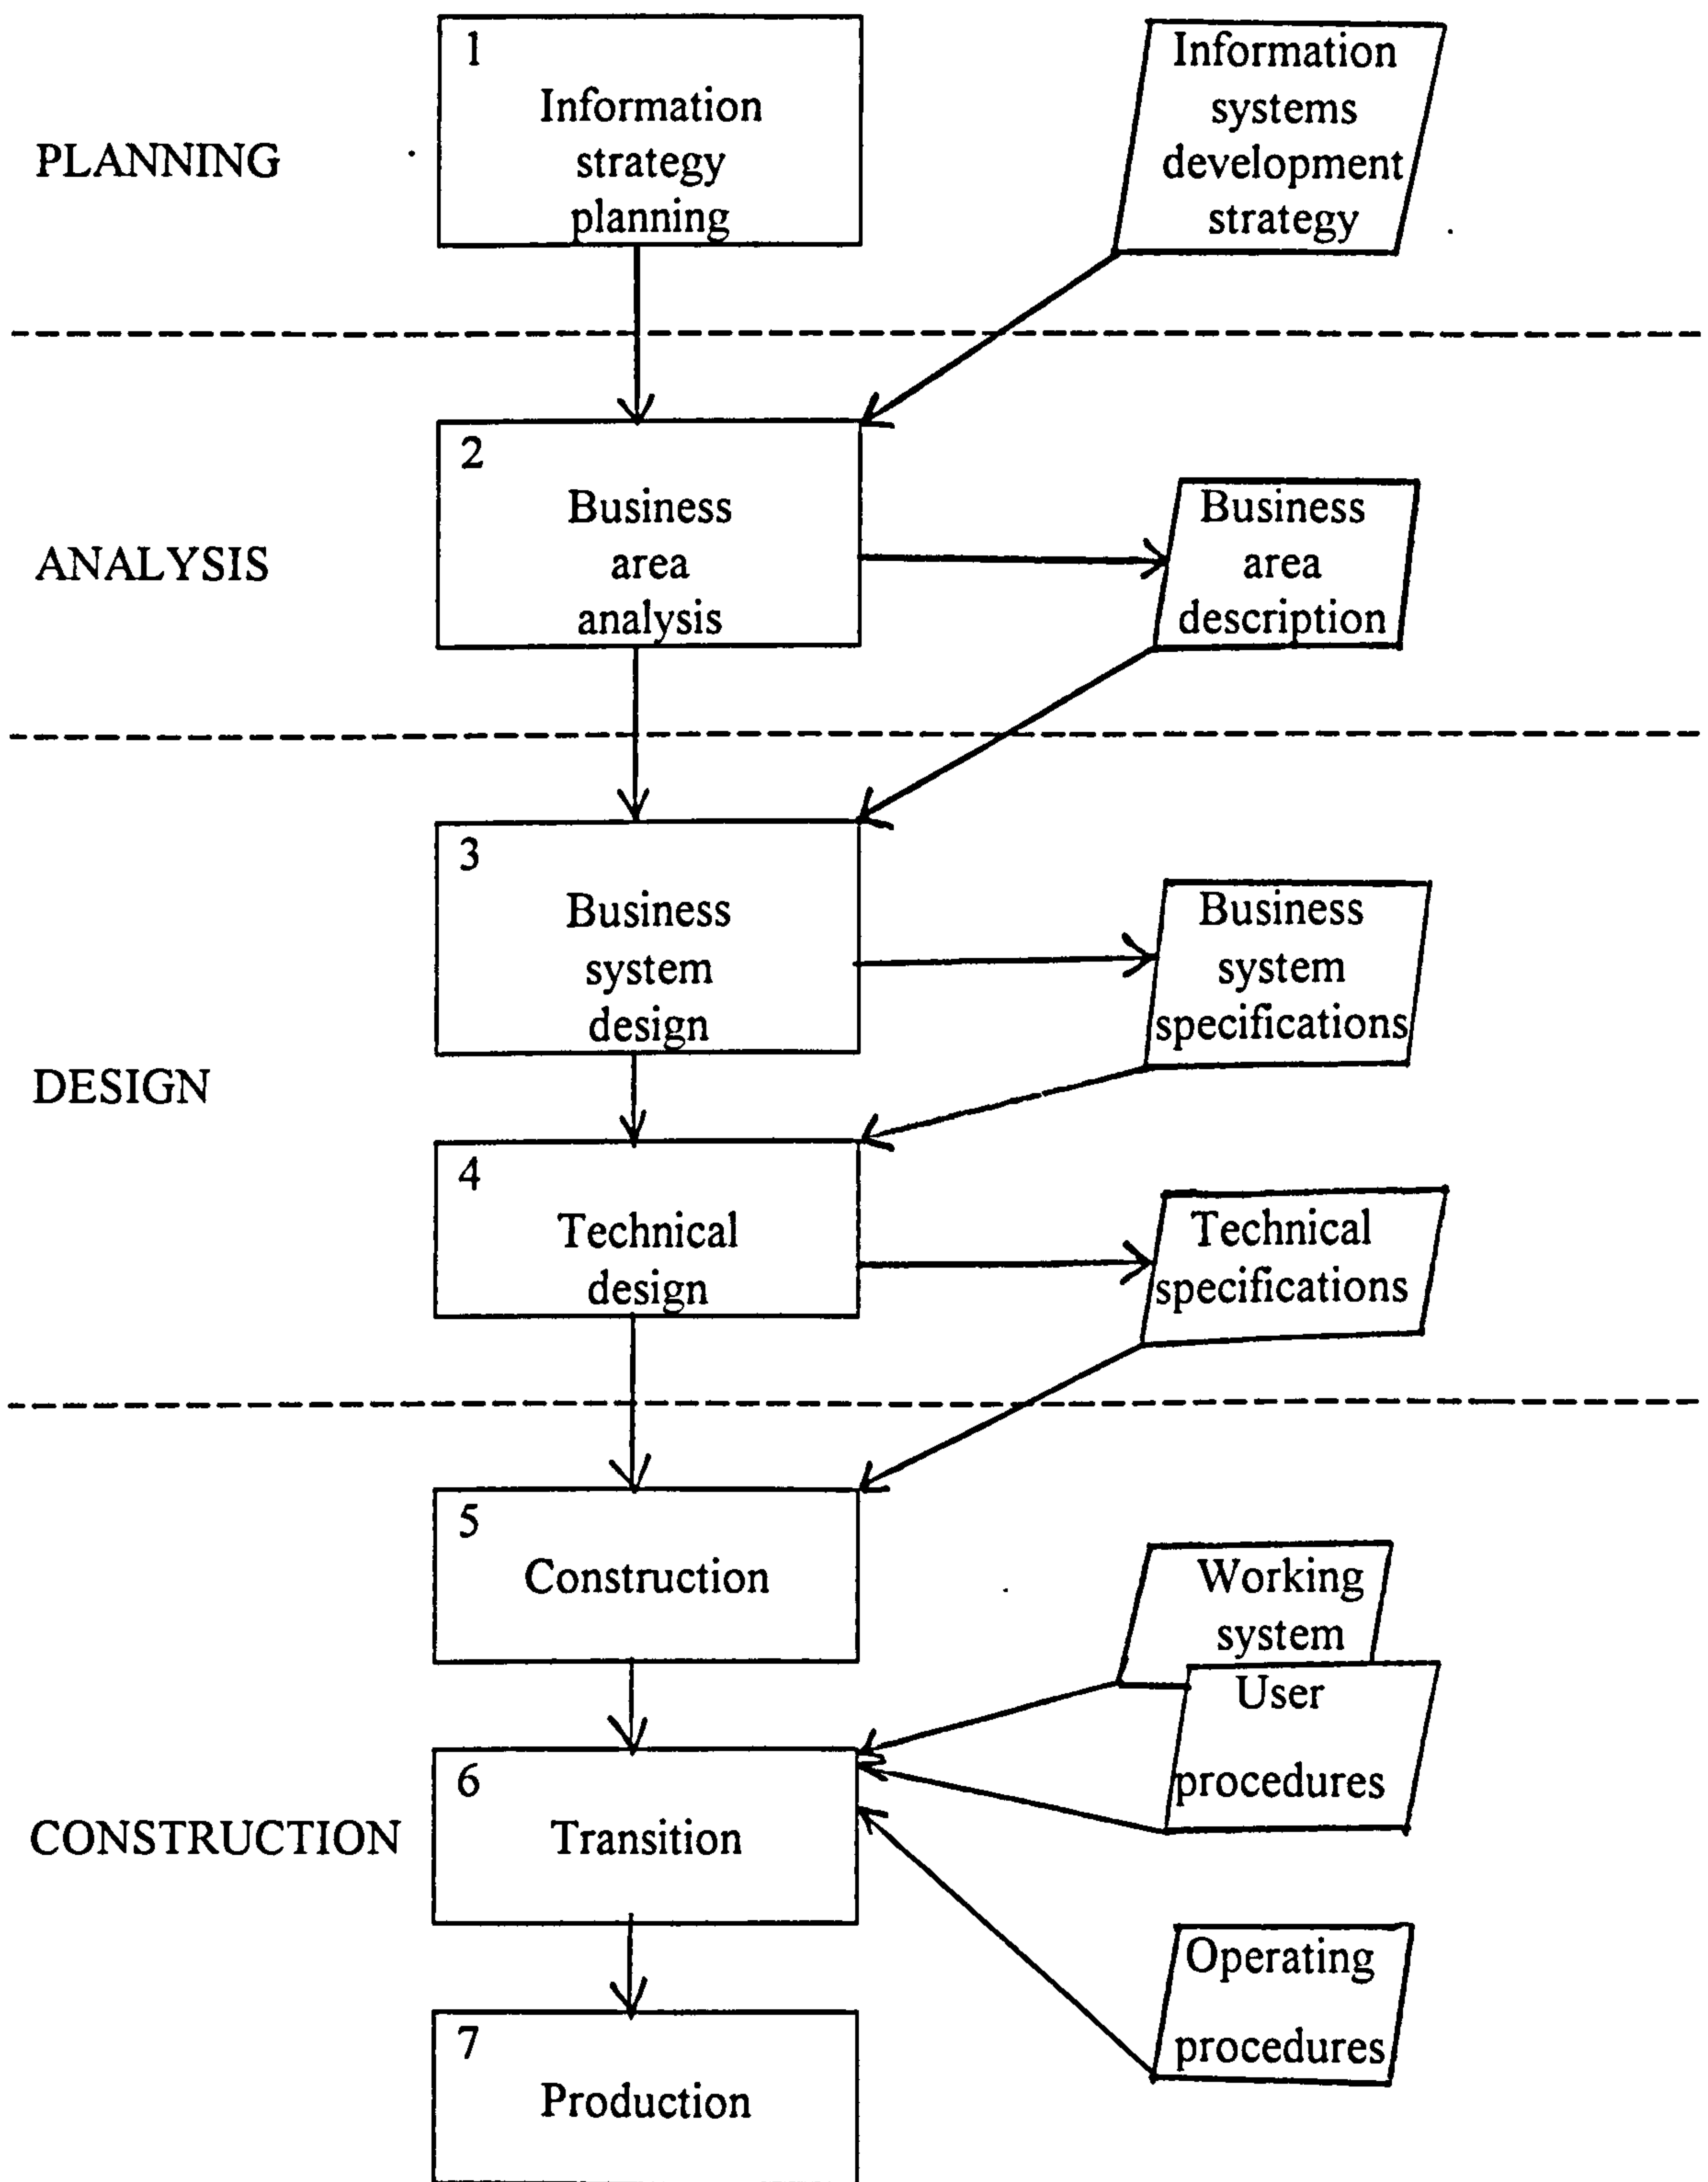 1
Information
strategy
planning
Information
systems
development
strategy
PLANNING
2
Business
area
analysis
Business
area
description
ANALYSIS
3
Business
system
design
Business
system
specifications
DESIGN
4
Technical
design
Technical
specifications
5
Construction
Working
system
User
procedures
6
Transition
CONSTRUCTION
Operating
procedures
7
Production